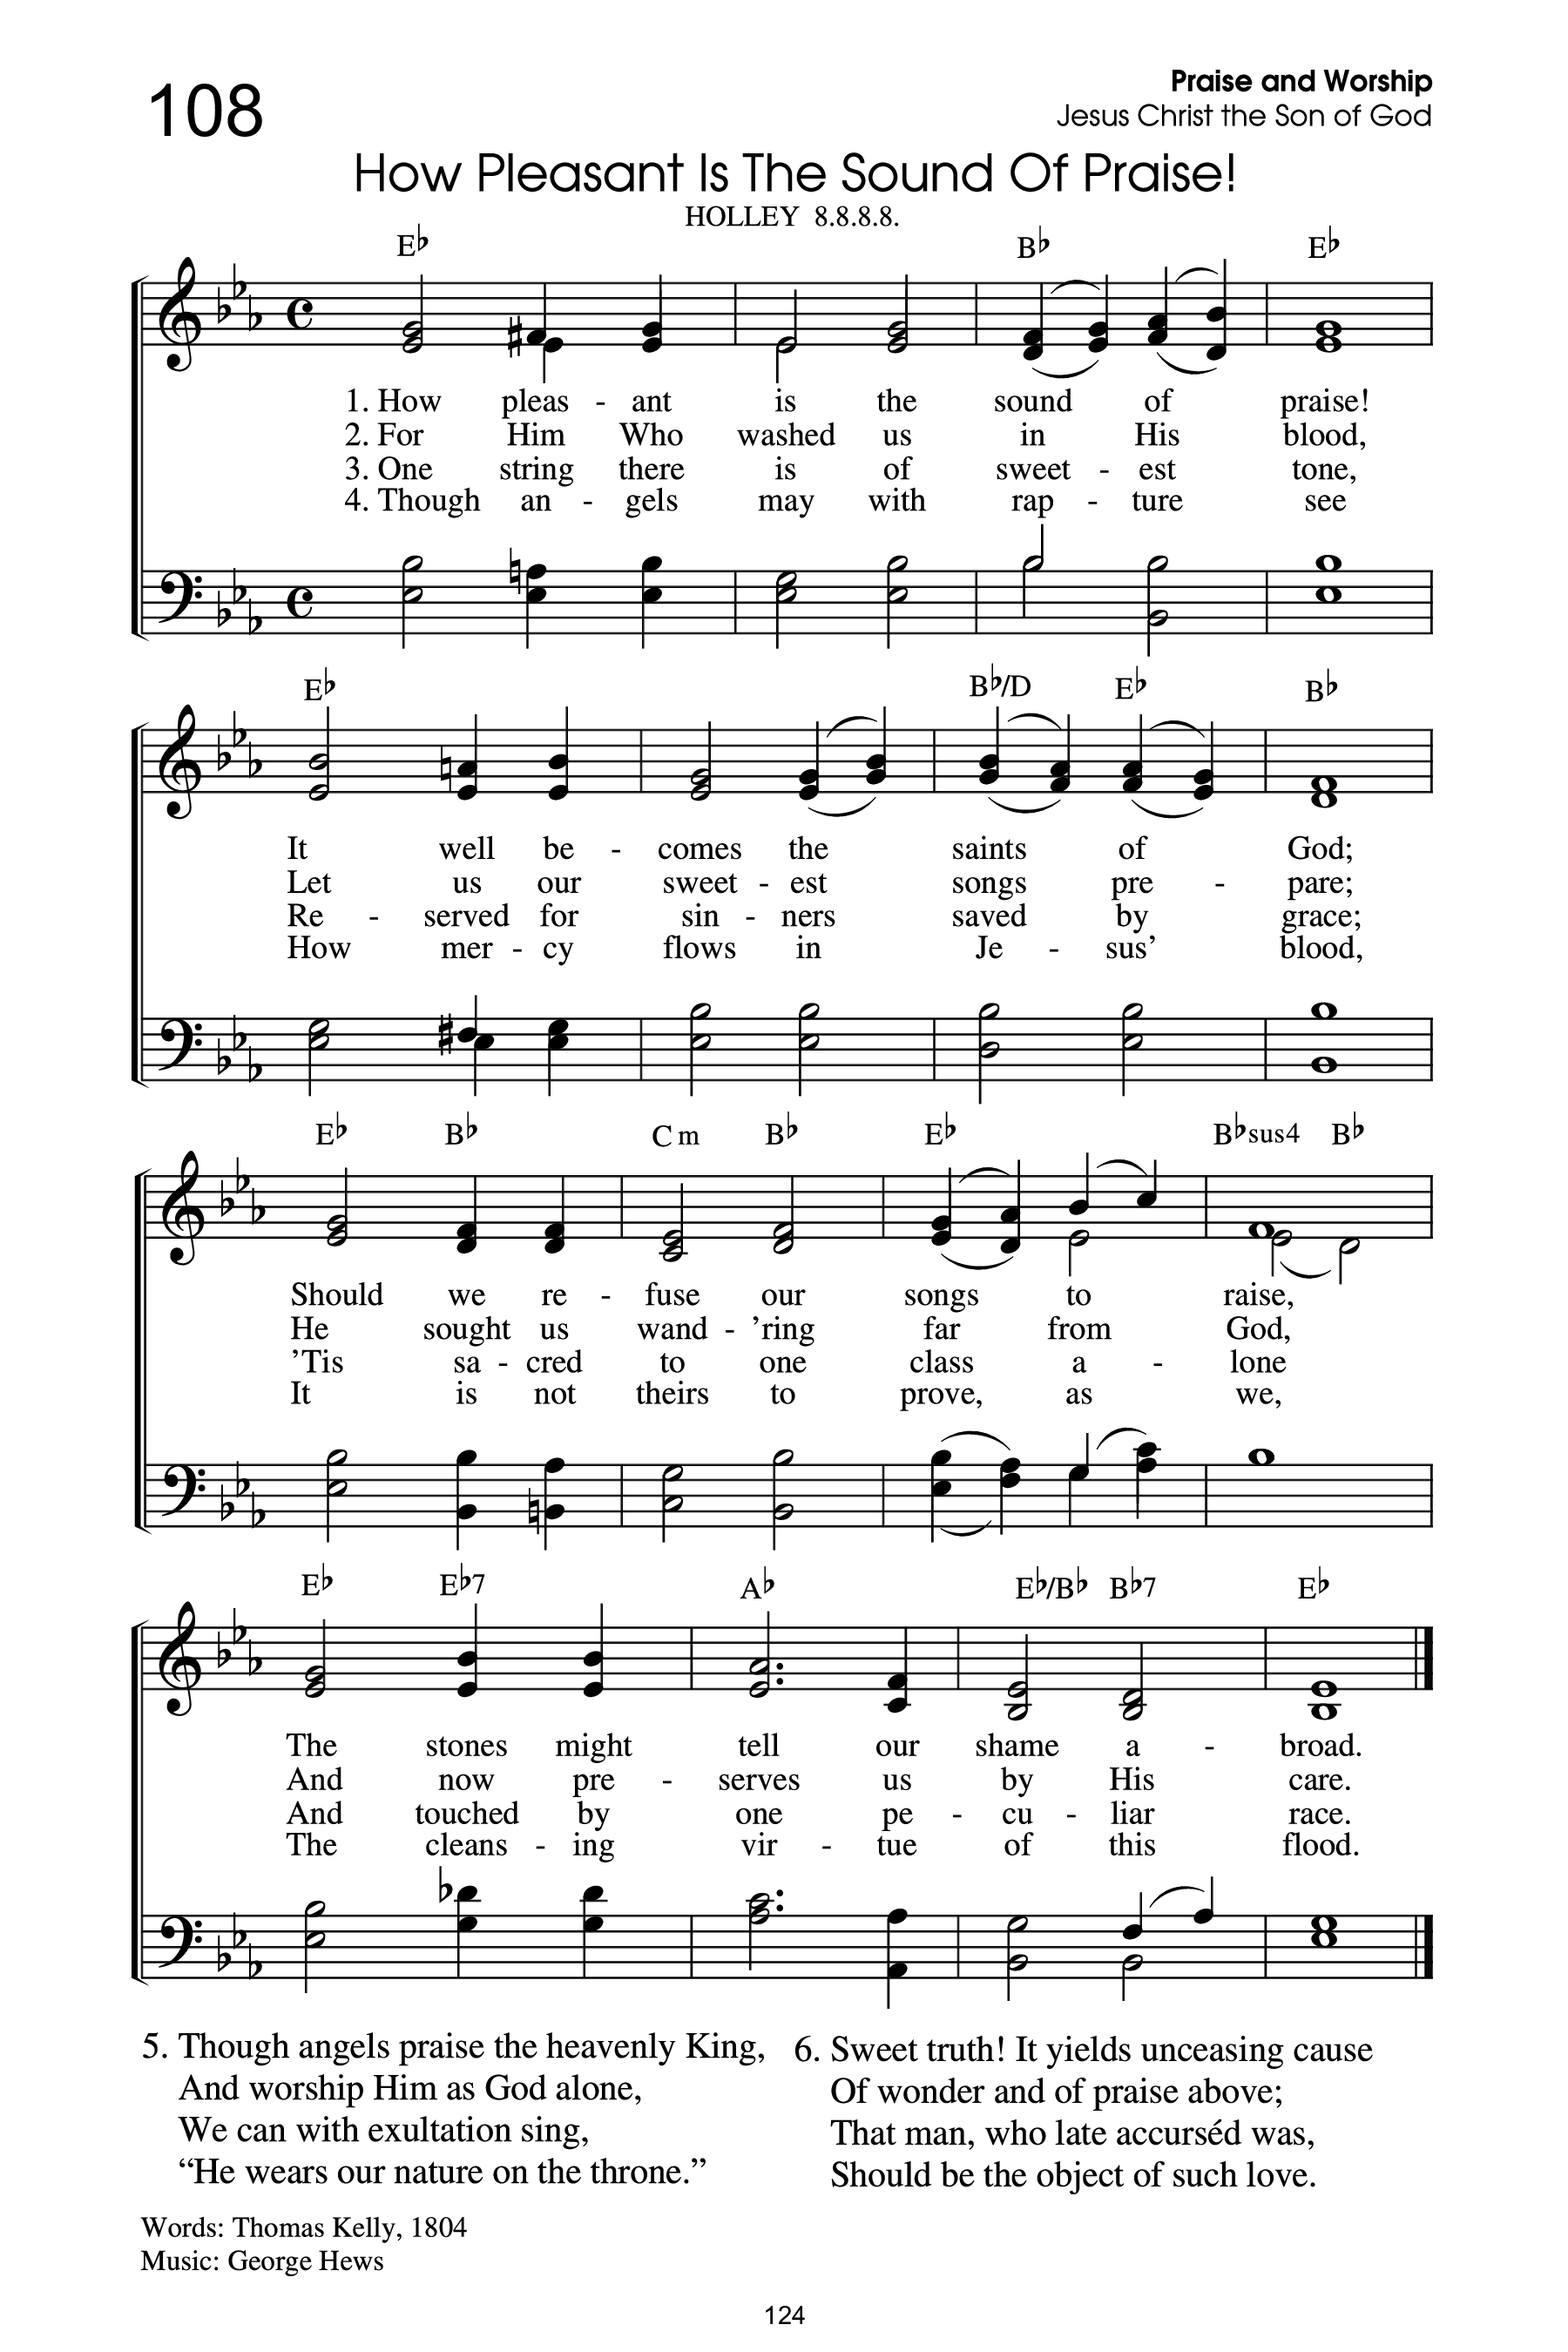 108
Praise and Worship
Jesus Christ the Son of God
How Pleasant Is The Sound Of Praise!
HOLLEY 8.8.8.8.
E♭ B♭ E♭
1. How pleas - ant is the sound of praise!
2. For Him Who washed us in His blood,
3. One string there is of sweet - est tone,
4. Though an - gels may with rap - ture see
E♭ B♭/D E♭ B♭
It well be - comes the saints of God;
Let us our sweet - est songs pre - pare;
Re - served for sin - ners saved by grace;
How mer - cy flows in Je - sus’ blood,
E♭ B♭ Cm B♭ E♭ B♭sus4 B♭
Should we re - fuse our songs to raise,
He sought us wand - ’ring far from God,
’Tis sa - cred to one class a - lone
It is not theirs to prove, as we,
E♭ E♭7 A♭ E♭/B♭ B♭7 E♭
The stones might tell our shame a - broad.
And now pre - serves us by His care.
And touched by one pe - cu - liar race.
The cleans - ing vir - tue of this flood.
5. Though angels praise the heavenly King,
And worship Him as God alone,
We can with exultation sing,
“He wears our nature on the throne.”
6. Sweet truth! It yields unceasing cause
Of wonder and of praise above;
That man, who late accurséd was,
Should be the object of such love.
Words: Thomas Kelly, 1804
Music: George Hews
124